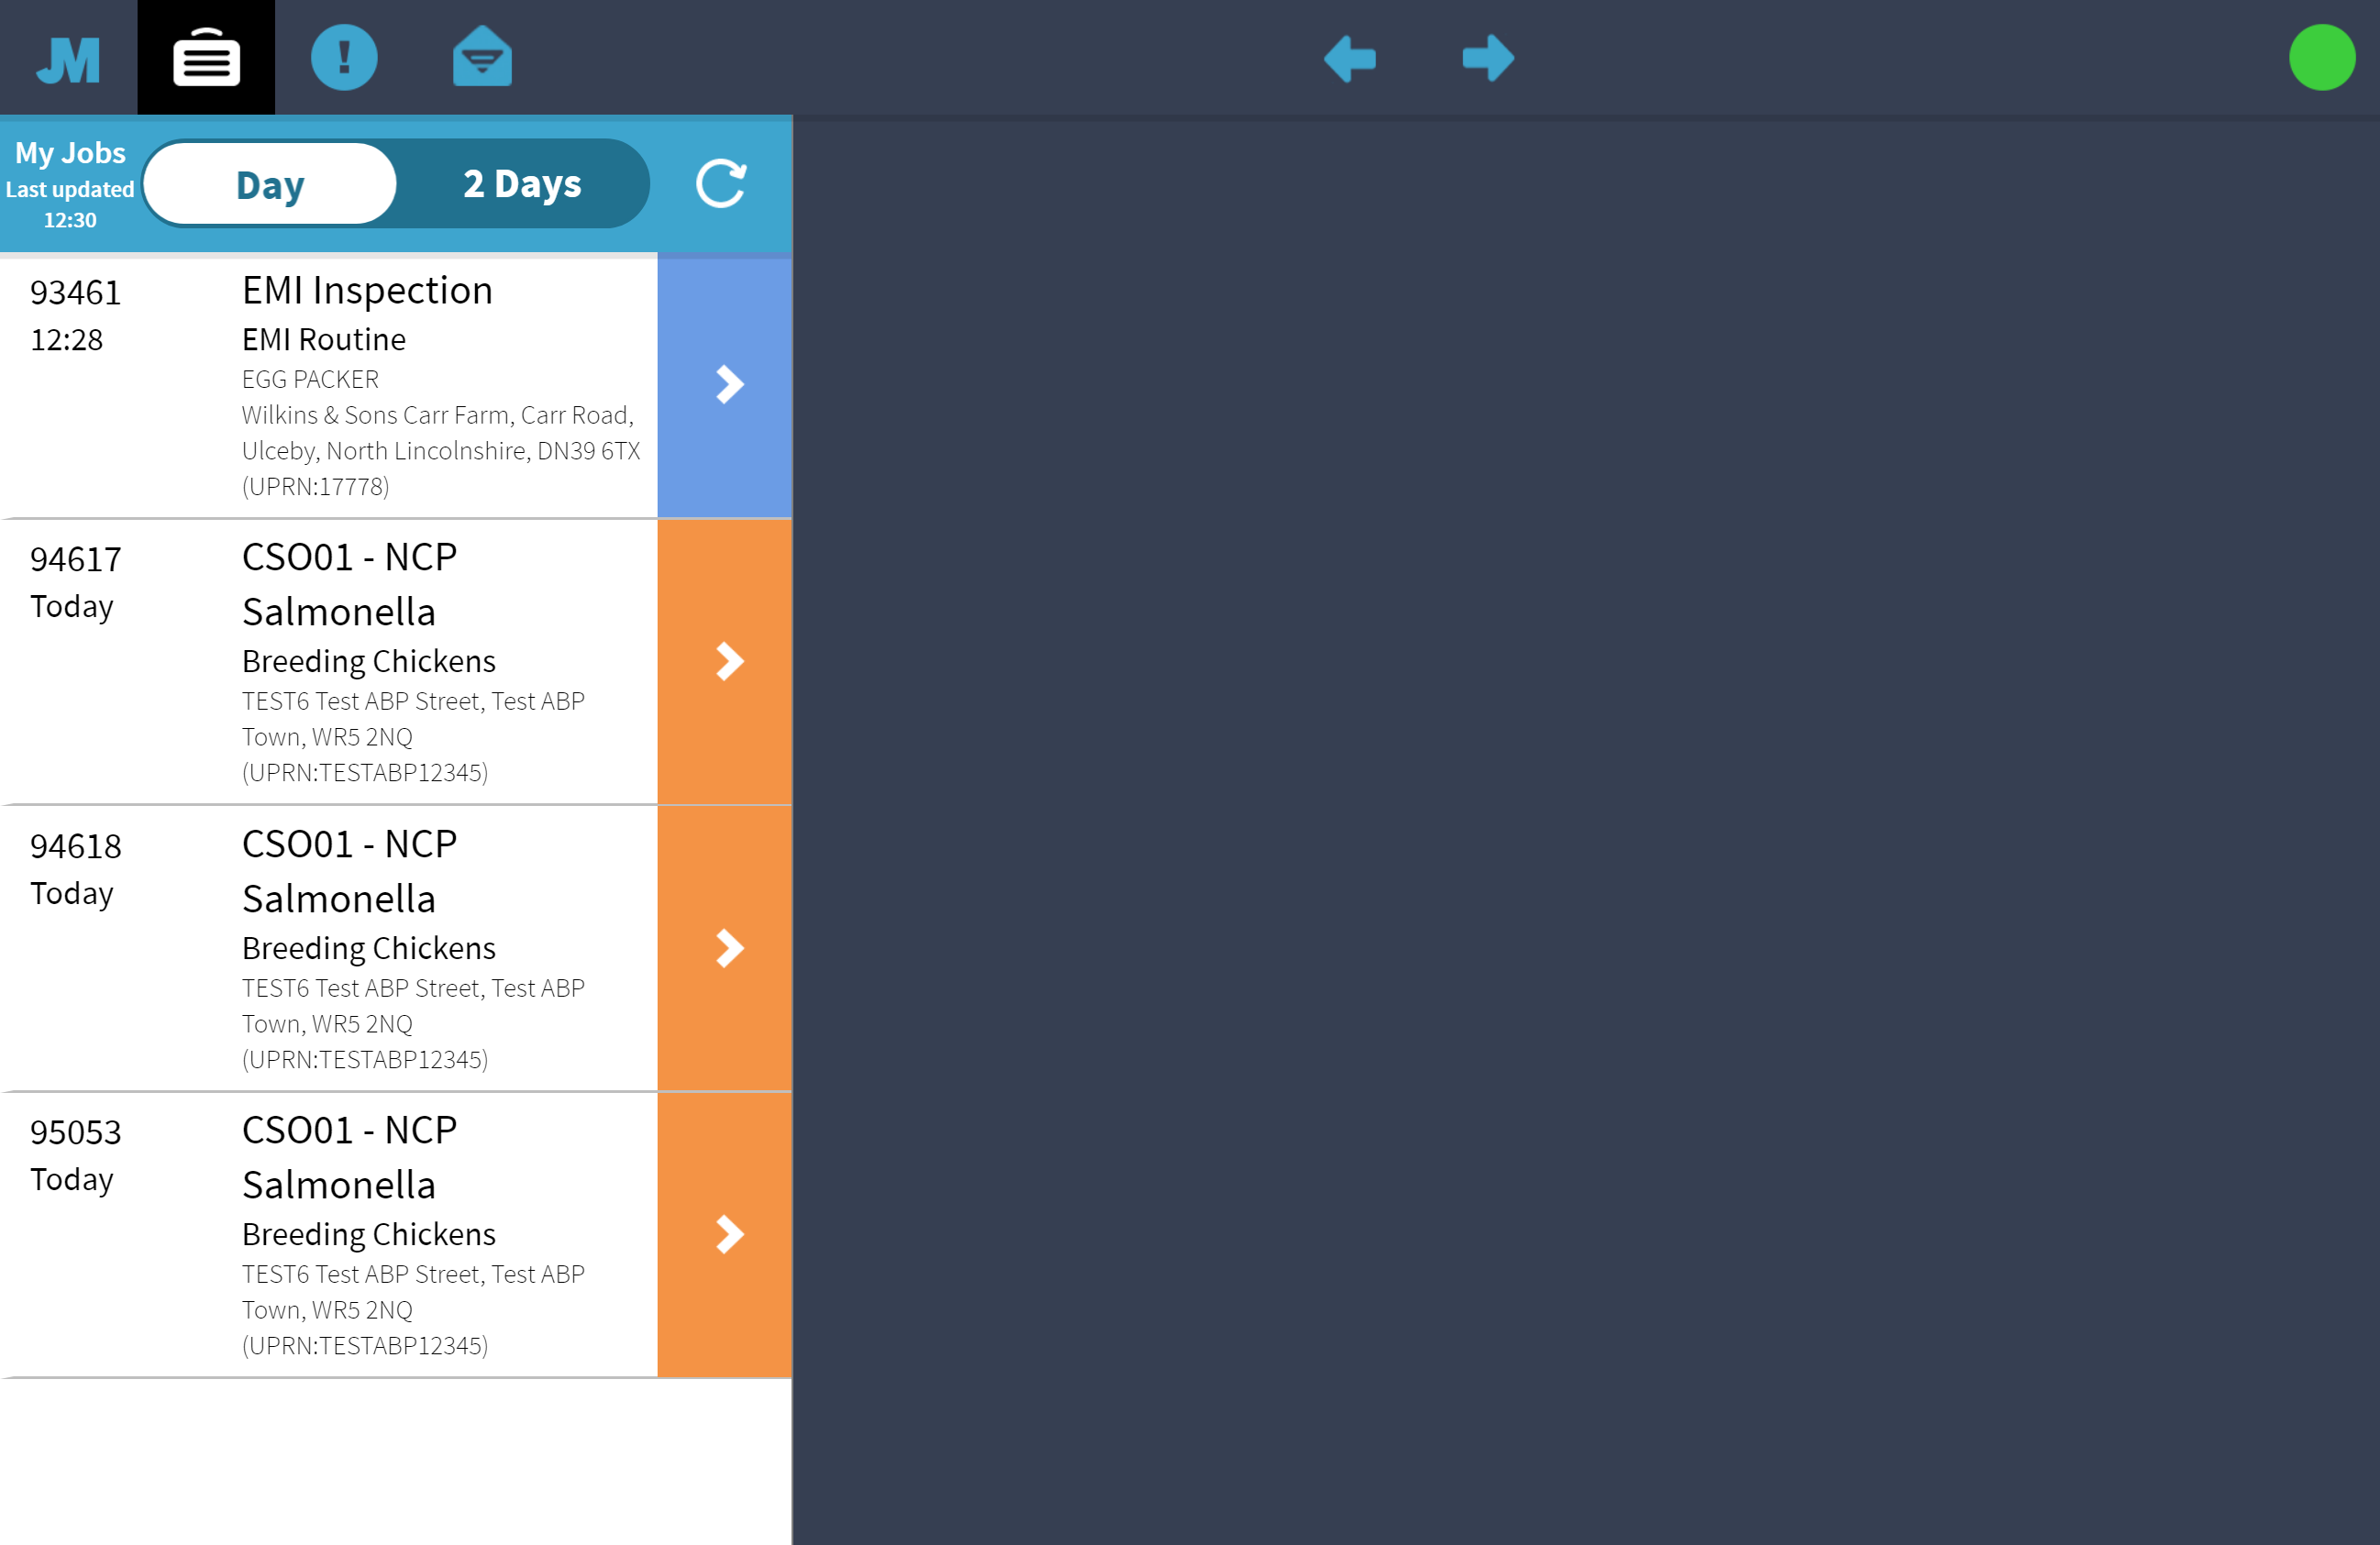 JM
My Jobs
Last updated
12:30
Day
2 Days
93461
12:28
EMI Inspection
EMI Routine
EGG PACKER
Wilkins & Sons Carr Farm, Carr Road,
Ulceby, North Lincolnshire, DN39 6TX
(UPRN:17778)
94617
Today
CSO01 - NCP
Salmonella
Breeding Chickens
TEST6 Test ABP Street, Test ABP
Town, WR5 2NQ
(UPRN:TESTABP12345)
94618
Today
CSO01 - NCP
Salmonella
Breeding Chickens
TEST6 Test ABP Street, Test ABP
Town, WR5 2NQ
(UPRN:TESTABP12345)
95053
Today
CSO01 - NCP
Salmonella
Breeding Chickens
TEST6 Test ABP Street, Test ABP
Town, WR5 2NQ
(UPRN:TESTABP12345)